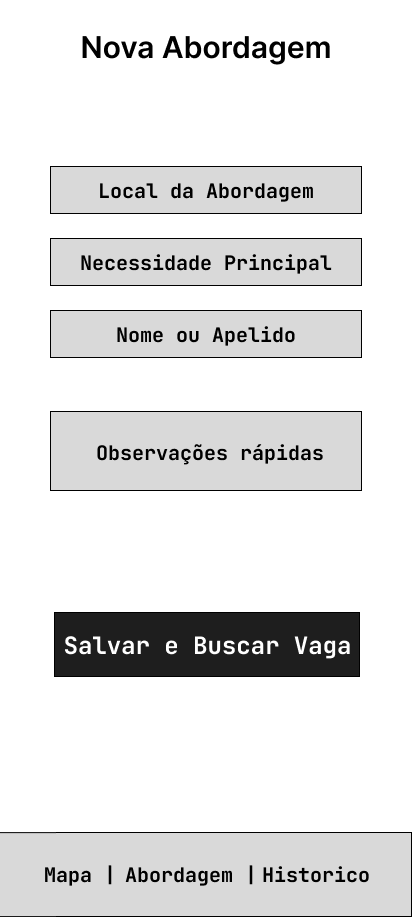 Nova Abordagem
Local da Abordagem
Necessidade Principal
Nome ou Apelido
Observações rápidas
Salvar e Buscar Vaga
Mapa | Abordagem | Historico